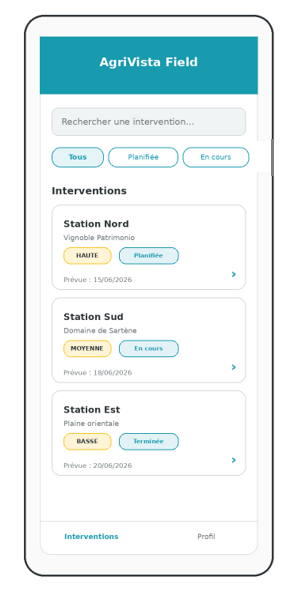 AgriVista Field
Rechercher une intervention...
Tous
Planifiée
En cours
Interventions
Station Nord
Vignoble Patrimonio
HAUTE
Planifiée
Prévue : 15/06/2026
›
Station Sud
Domaine de Sartène
MOYENNE
En cours
Prévue : 18/06/2026
›
Station Est
Plaine orientale
BASSE
Terminée
Prévue : 20/06/2026
›
Interventions
Profil